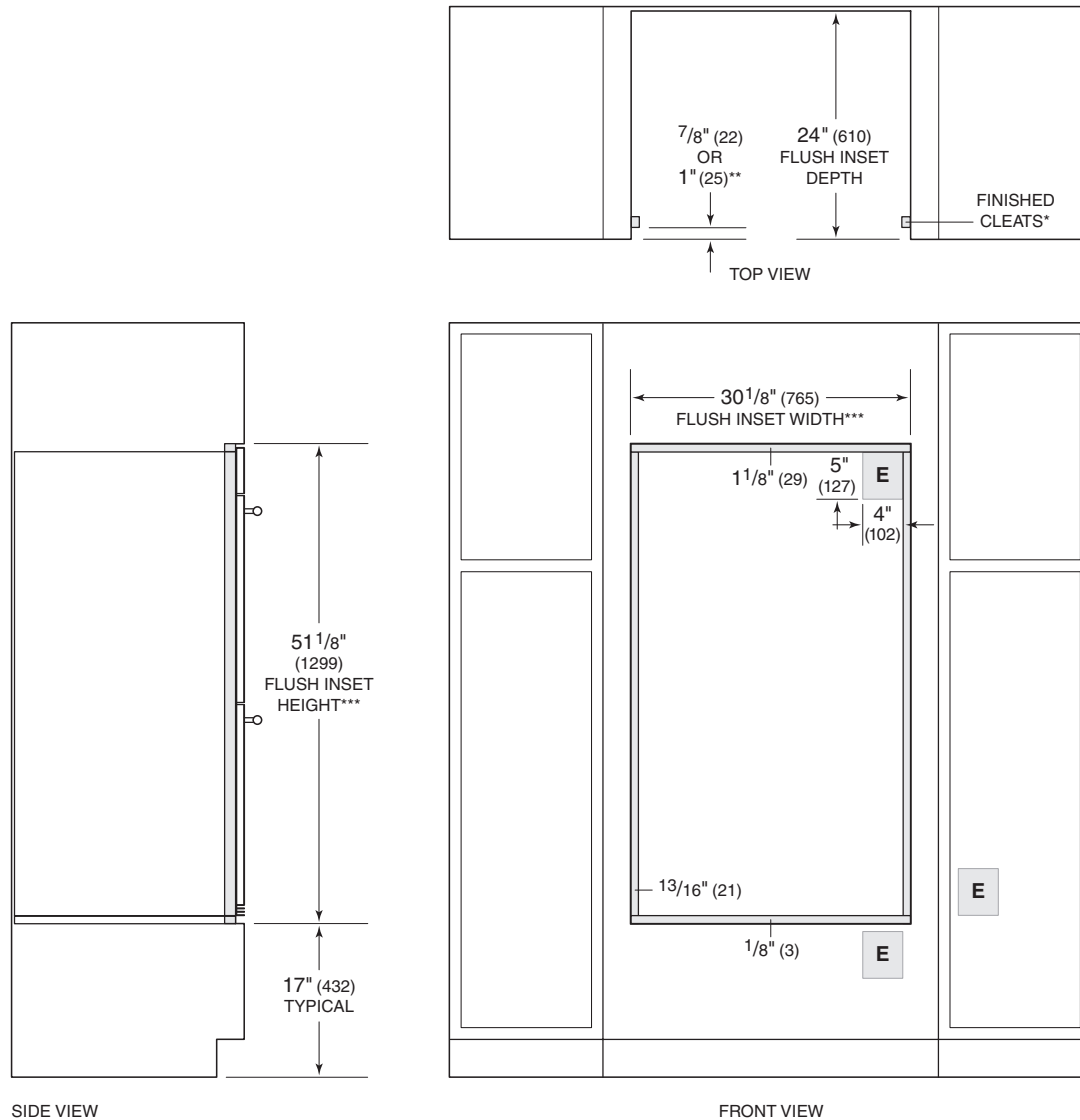 7/8" (22)
OR
1" (25)**
24" (610)
FLUSH INSET
DEPTH
FINISHED
CLEATS*
TOP VIEW
30 1/8" (765)
FLUSH INSET WIDTH***
1 1/8" (29)
5"
(127)
E
4"
(102)
51 1/8"
(1299)
FLUSH INSET
HEIGHT***
13/16" (21)
E
1/8" (3)
E
17" (432)
TYPICAL
SIDE VIEW
FRONT VIEW